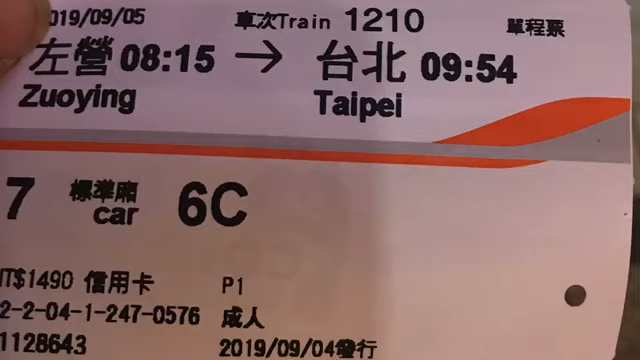 2019/09/05 車次Train 1210 單程票
左營 08:15 → 台北 09:54
Zuoying Taipei
7 標準廂 car 6C
NT$1490 信用卡 P1
2-2-04-1-247-0576 成人
1128643 2019/09/04發行